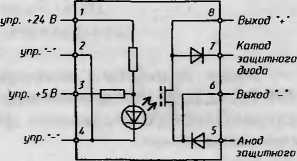 1
упр. +24 В
8
Выход "+"
2
упр. "–"
7
Катод
защитного
диода
3
упр. +5 В
6
Выход "–"
4
упр. "–"
5
Анод
защитного